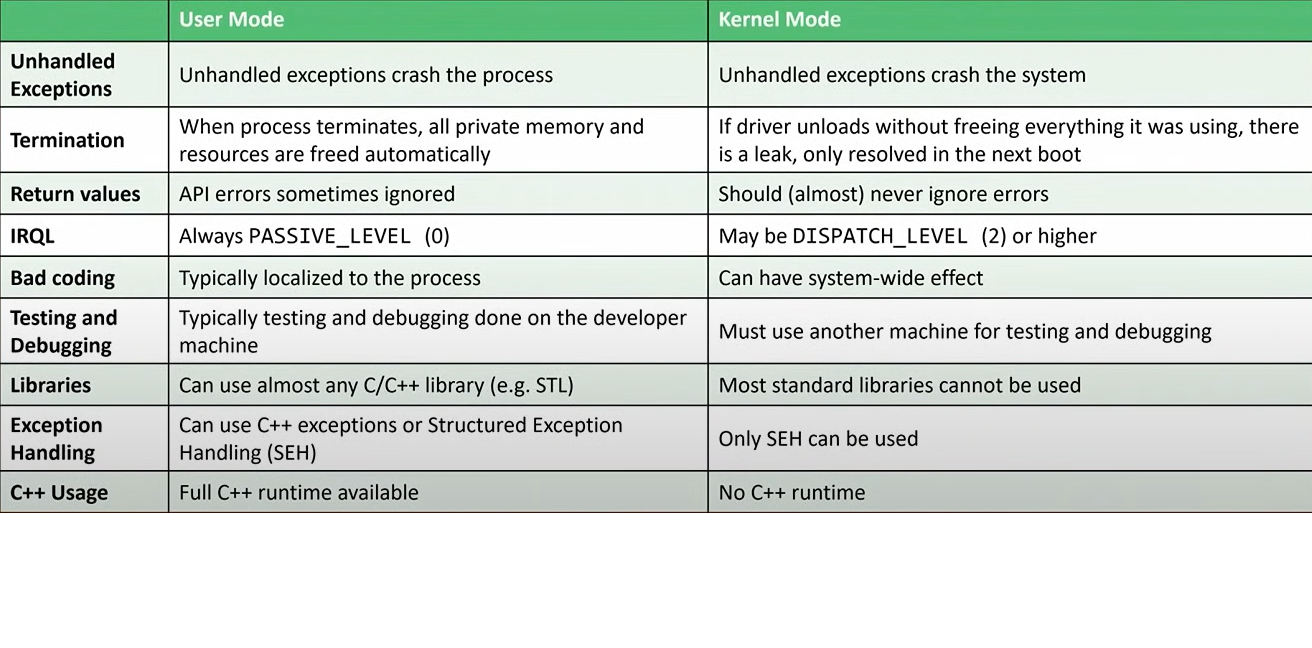 User Mode
Kernel Mode
Unhandled
Exceptions
Unhandled exceptions crash the process
Unhandled exceptions crash the system
Termination
When process terminates, all private memory and
resources are freed automatically
If driver unloads without freeing everything it was using, there
is a leak, only resolved in the next boot
Return values
API errors sometimes ignored
Should (almost) never ignore errors
IRQL
Always PASSIVE_LEVEL (0)
May be DISPATCH_LEVEL (2) or higher
Bad coding
Typically localized to the process
Can have system-wide effect
Testing and
Debugging
Typically testing and debugging done on the developer
machine
Must use another machine for testing and debugging
Libraries
Can use almost any C/C++ library (e.g. STL)
Most standard libraries cannot be used
Exception
Handling
Can use C++ exceptions or Structured Exception
Handling (SEH)
Only SEH can be used
C++ Usage
Full C++ runtime available
No C++ runtime